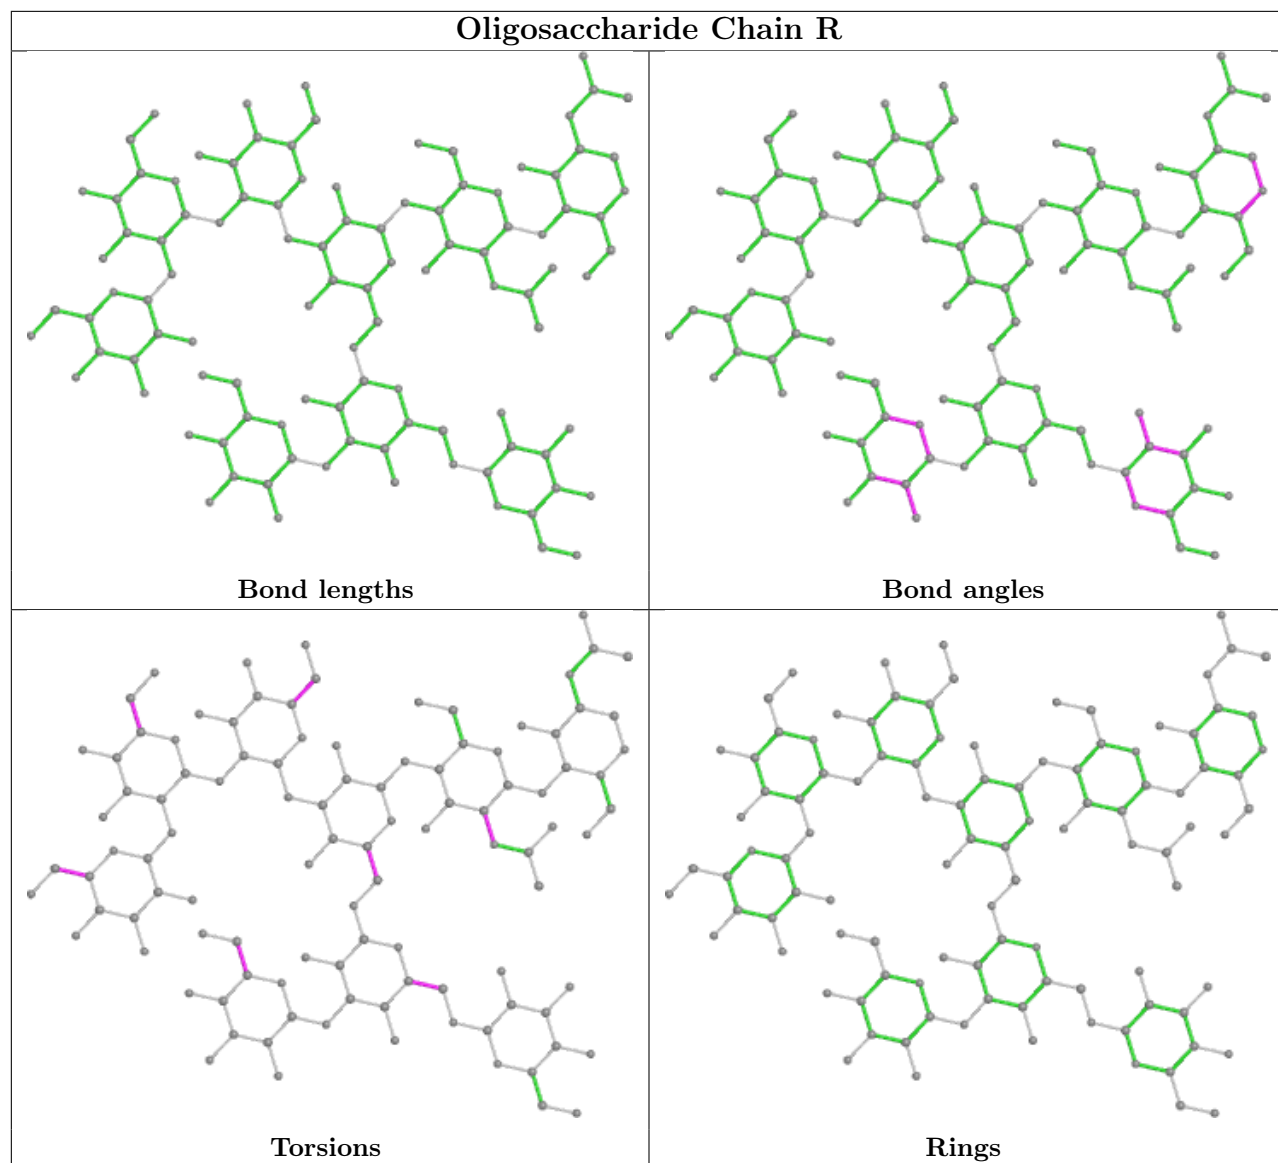 Oligosaccharide Chain R
Bond lengths
Bond angles
Torsions
Rings